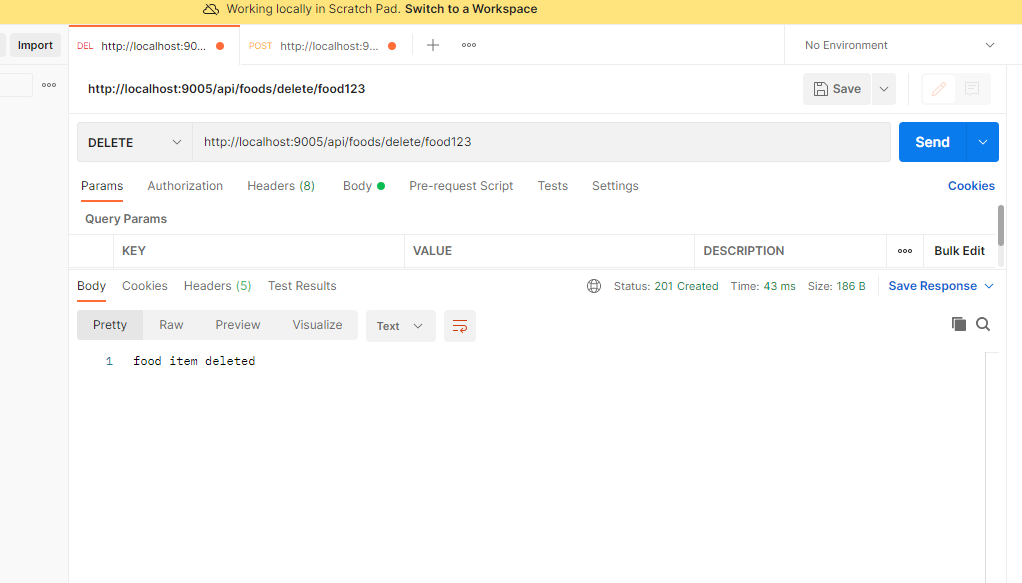 Working locally in Scratch Pad. Switch to a Workspace
Import
DEL http://localhost:90...
POST http://localhost:9...
No Environment
http://localhost:9005/api/foods/delete/food123
Save
DELETE
http://localhost:9005/api/foods/delete/food123
Send
Params Authorization Headers (8) Body Pre-request Script Tests Settings Cookies
Query Params
KEY VALUE DESCRIPTION Bulk Edit
Body Cookies Headers (5) Test Results Status: 201 Created Time: 43 ms Size: 186 B Save Response
Pretty Raw Preview Visualize Text
1 food item deleted